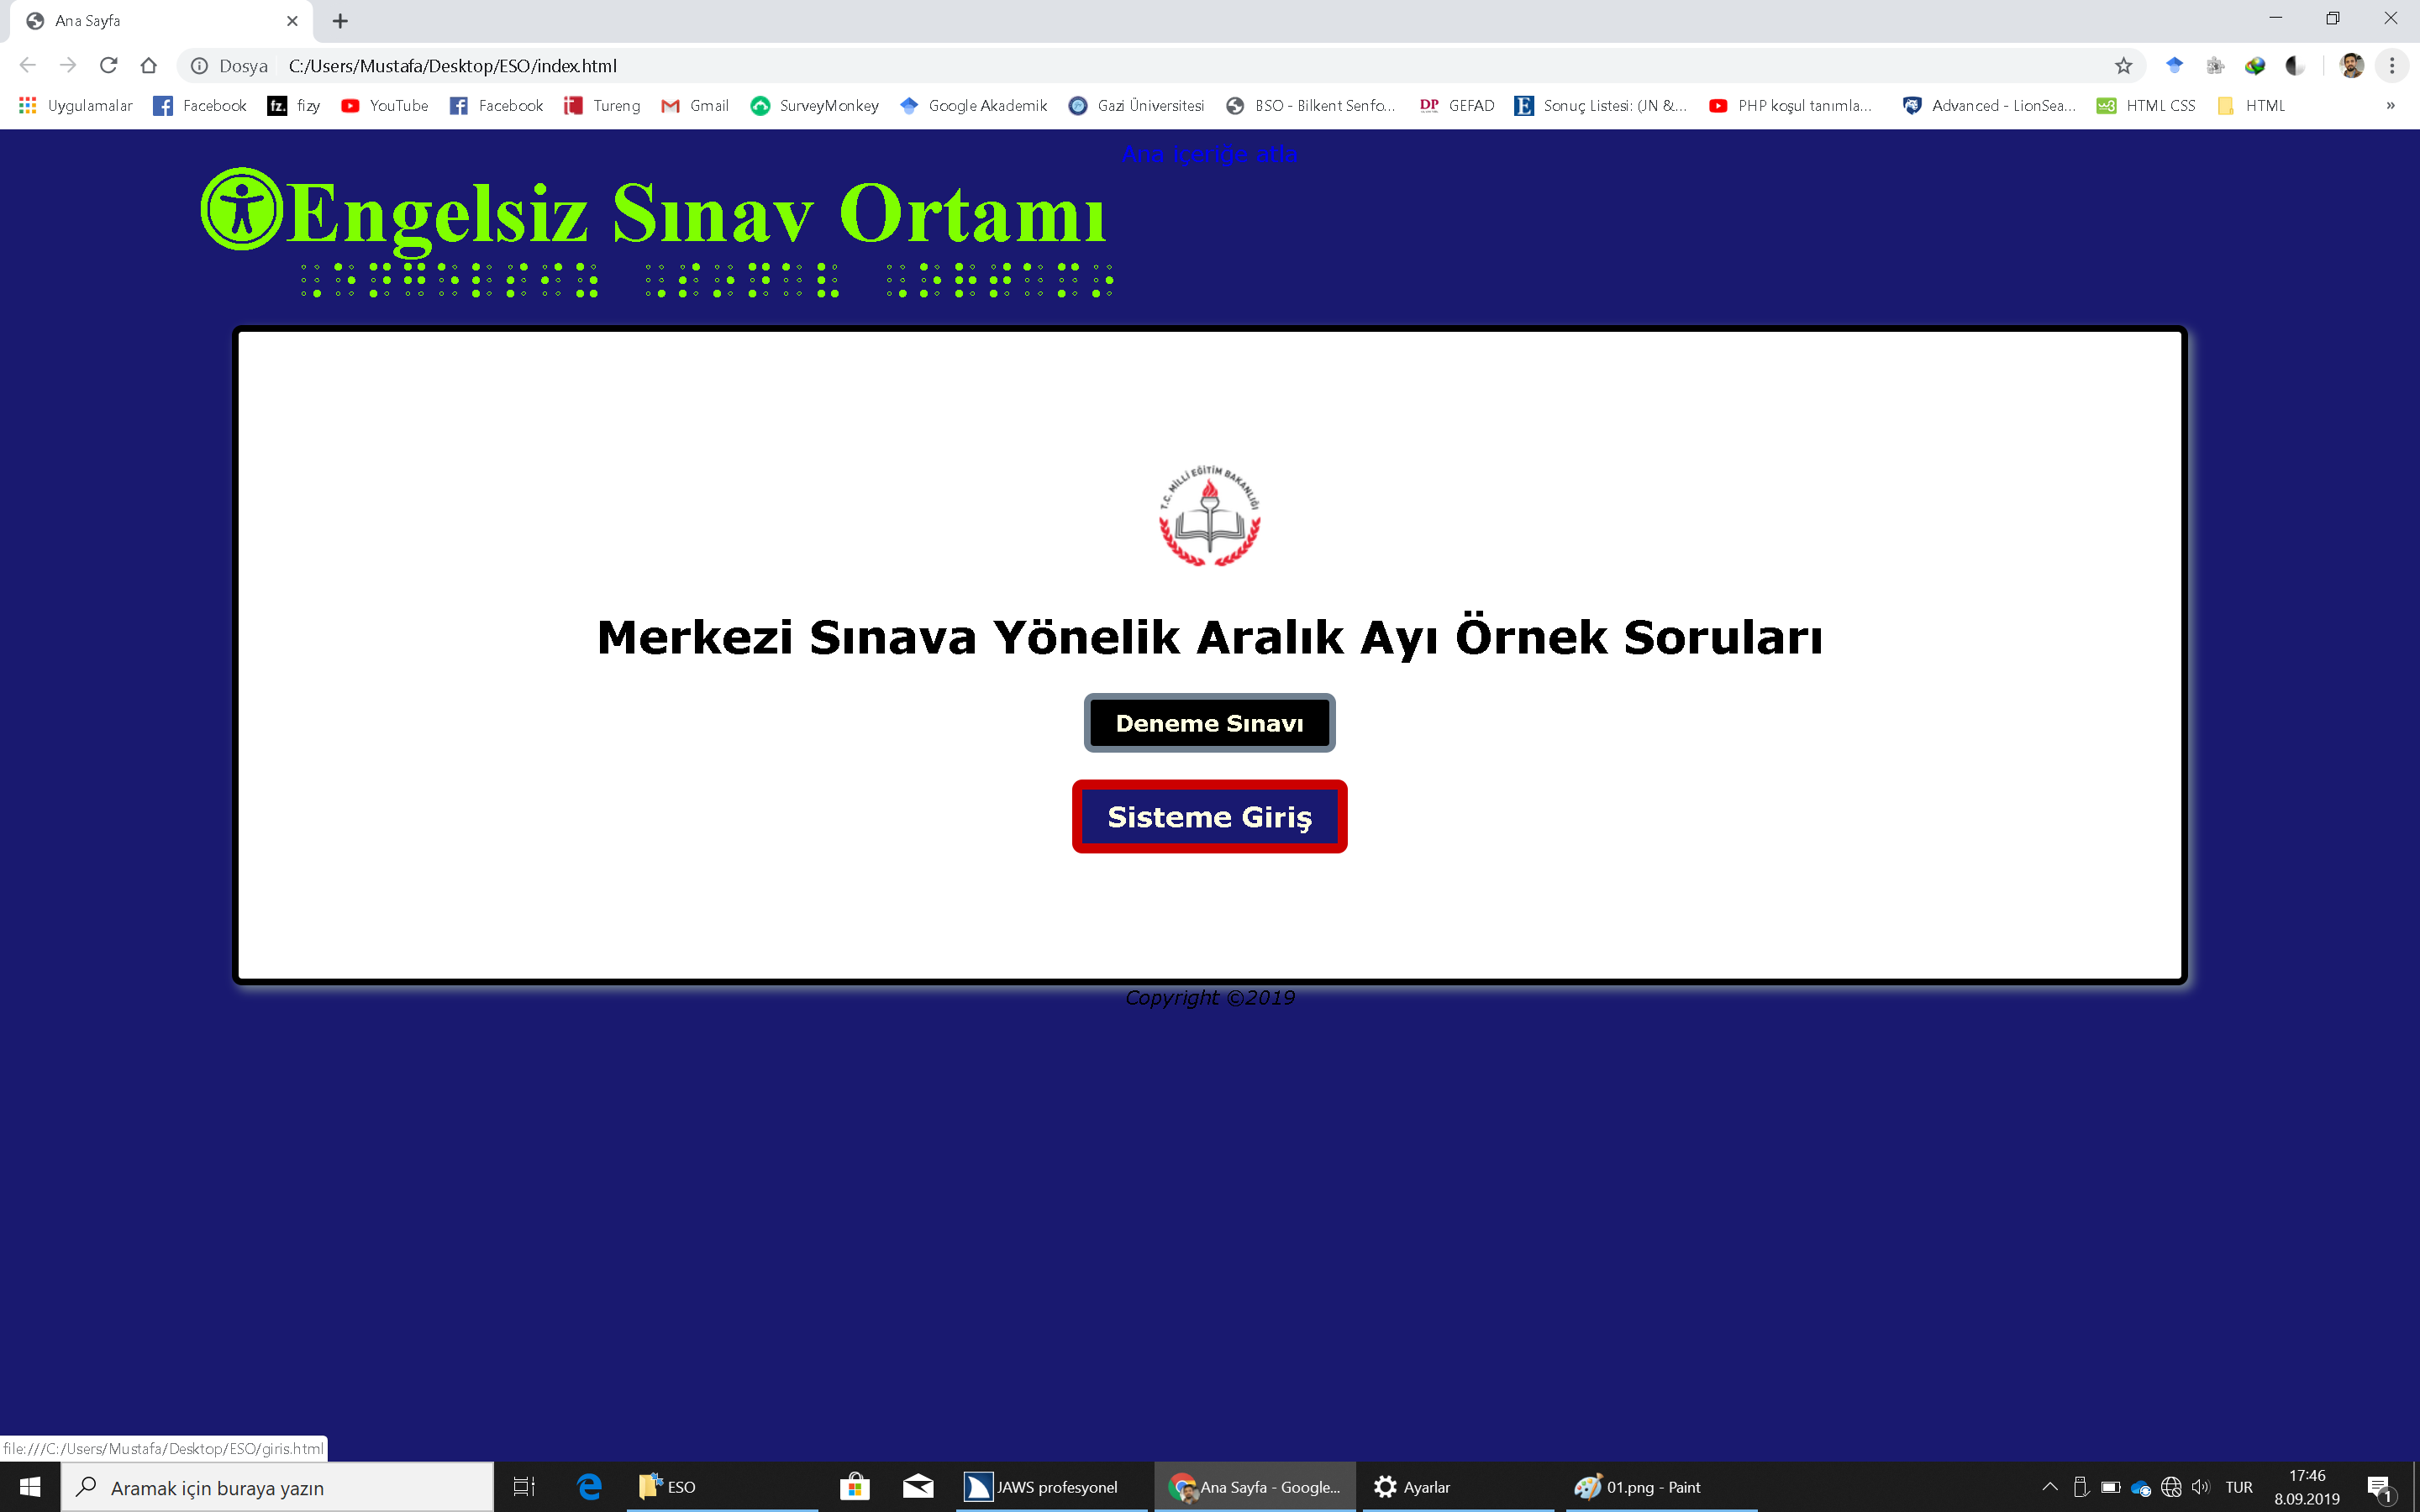 Ana Sayfa
Dosya C:/Users/Mustafa/Desktop/ESO/index.html
Uygulamalar Facebook fz. fizy YouTube Facebook Tureng Gmail SurveyMonkey Google Akademik Gazi Üniversitesi BSO - Bilkent Senfo... DP GEFAD E Sonuç Listesi: (JN &... PHP koşul tanımla... Advanced - LionSea... w3 HTML CSS HTML »
Ana içeriğe atla
Engelsiz Sınav Ortamı
T.C. MİLLİ EĞİTİM BAKANLIĞI
Merkezi Sınava Yönelik Aralık Ayı Örnek Soruları
Deneme Sınavı
Sisteme Giriş
Copyright ©2019
file:///C:/Users/Mustafa/Desktop/ESO/giris.html
Aramak için buraya yazın ESO JAWS profesyonel Ana Sayfa - Google... Ayarlar 01.png - Paint TUR 17:46
8.09.2019 1